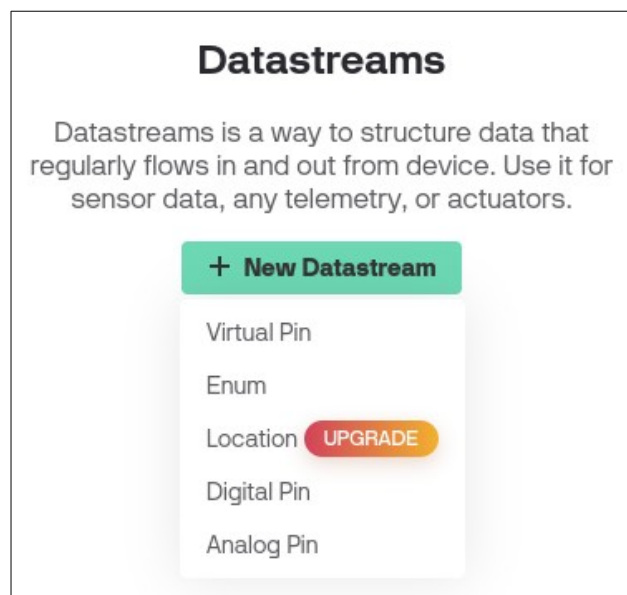 Datastreams
Datastreams is a way to structure data that
regularly flows in and out from device. Use it for
sensor data, any telemetry, or actuators.
+ New Datastream
Virtual Pin
Enum
Location UPGRADE
Digital Pin
Analog Pin